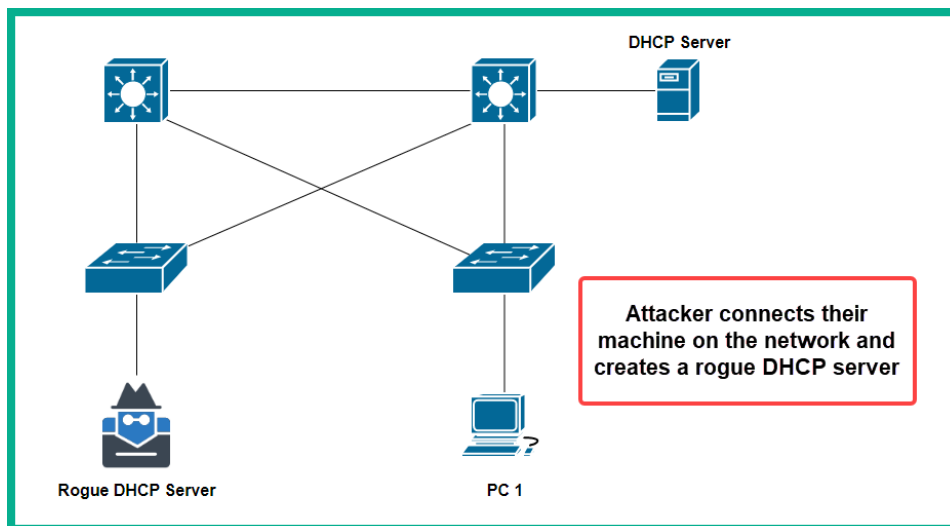 DHCP Server
Attacker connects their
machine on the network and
creates a rogue DHCP server
Rogue DHCP Server
PC 1